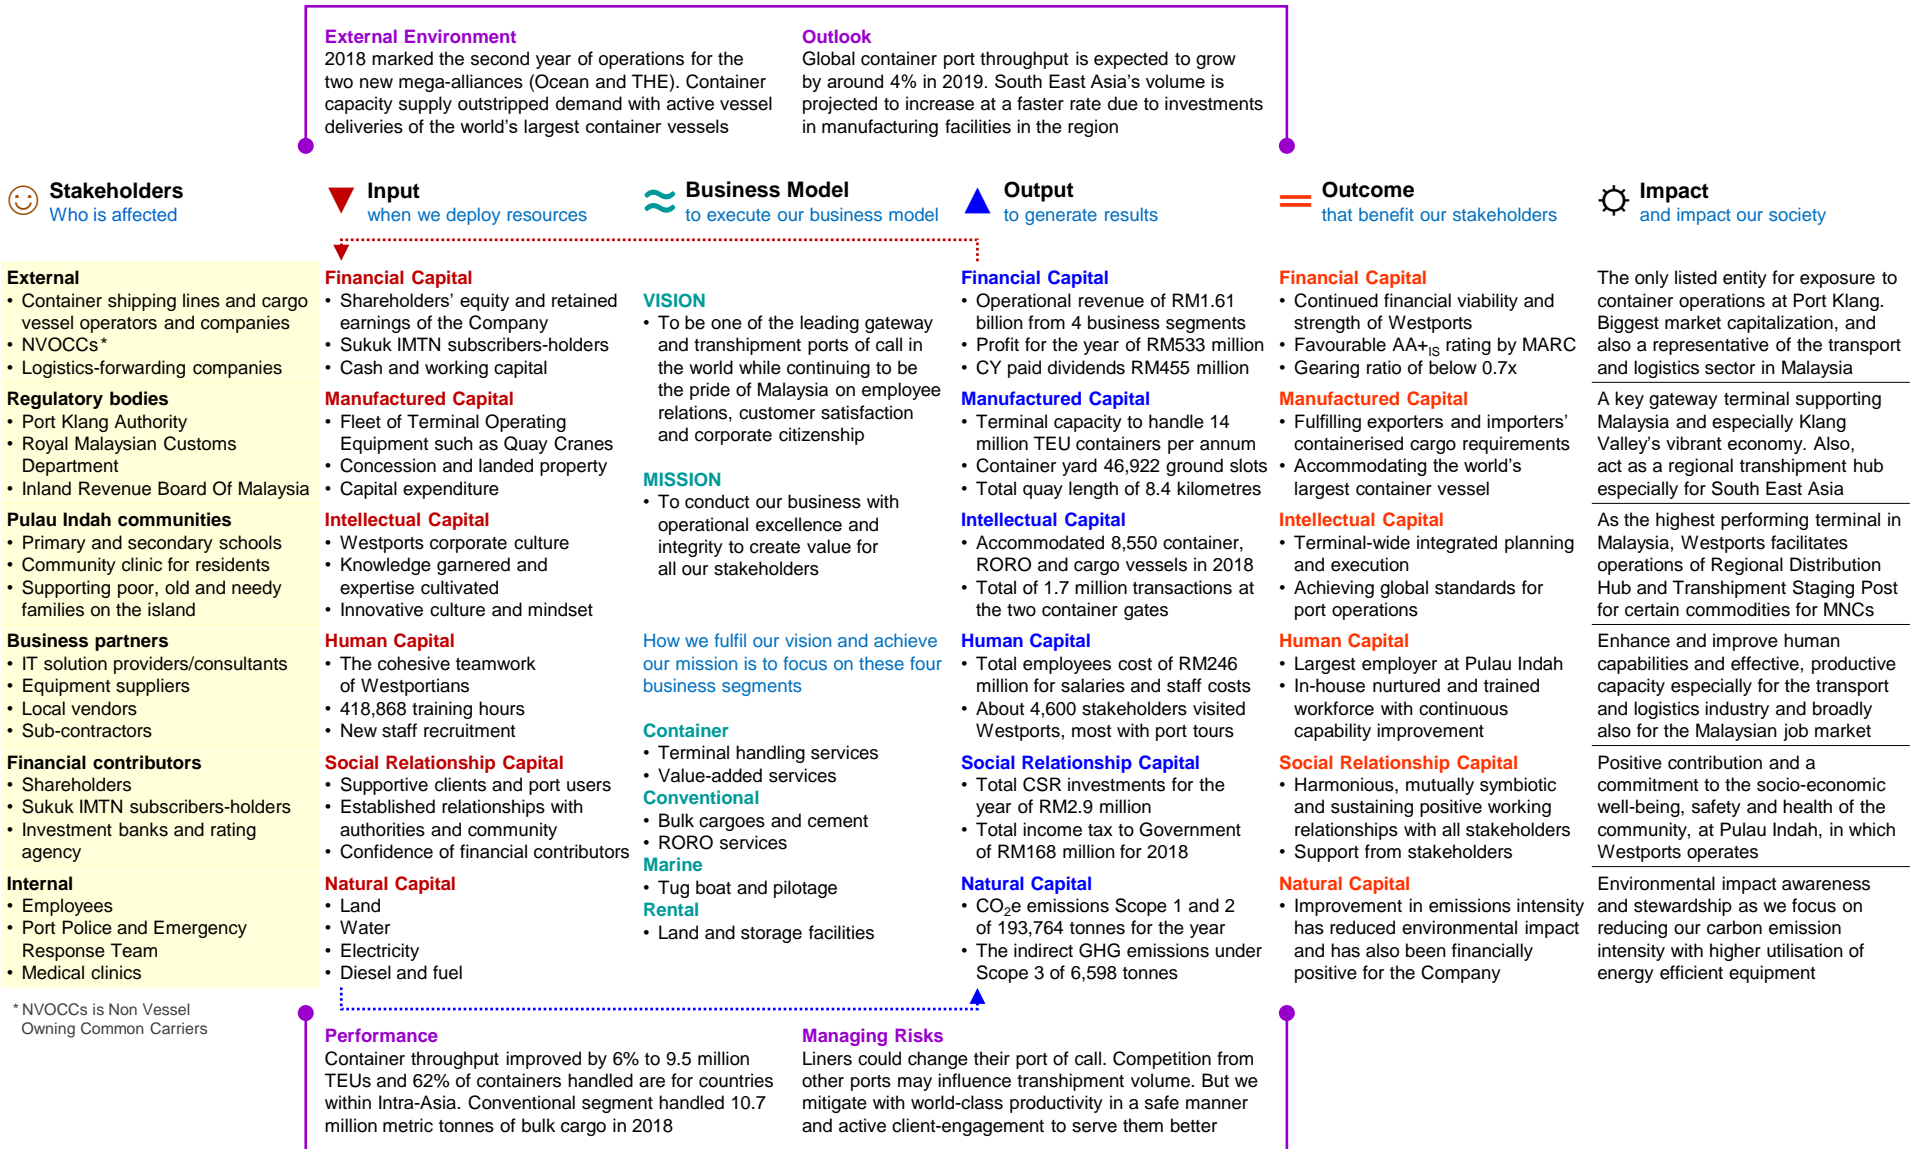 External Environment
2018 marked the second year of operations for the
two new mega-alliances (Ocean and THE). Container
capacity supply outstripped demand with active vessel
deliveries of the world's largest container vessels
Outlook
Global container port throughput is expected to grow
by around 4% in 2019. South East Asia's volume is
projected to increase at a faster rate due to investments
in manufacturing facilities in the region
Stakeholders
Who is affected
Input
when we deploy resources
Business Model
to execute our business model
Output
to generate results
Outcome
that benefit our stakeholders
Impact
and impact our society
External
• Container shipping lines and cargo
vessel operators and companies
• NVOCCs*
• Logistics-forwarding companies
Regulatory bodies
• Port Klang Authority
• Royal Malaysian Customs
Department
• Inland Revenue Board Of Malaysia
Pulau Indah communities
• Primary and secondary schools
• Community clinic for residents
• Supporting poor, old and needy
families on the island
Business partners
• IT solution providers/consultants
• Equipment suppliers
• Local vendors
• Sub-contractors
Financial contributors
• Shareholders
• Sukuk IMTN subscribers-holders
• Investment banks and rating
agency
Internal
• Employees
• Port Police and Emergency
Response Team
• Medical clinics
* NVOCCs is Non Vessel
Owning Common Carriers
Financial Capital
• Shareholders' equity and retained
earnings of the Company
• Sukuk IMTN subscribers-holders
• Cash and working capital
Manufactured Capital
• Fleet of Terminal Operating
Equipment such as Quay Cranes
• Concession and landed property
• Capital expenditure
Intellectual Capital
• Westports corporate culture
• Knowledge garnered and
expertise cultivated
• Innovative culture and mindset
Human Capital
• The cohesive teamwork
of Westportians
• 418,868 training hours
• New staff recruitment
Social Relationship Capital
• Supportive clients and port users
• Established relationships with
authorities and community
• Confidence of financial contributors
Natural Capital
• Land
• Water
• Electricity
• Diesel and fuel
VISION
• To be one of the leading gateway
and transhipment ports of call in
the world while continuing to be
the pride of Malaysia on employee
relations, customer satisfaction
and corporate citizenship
MISSION
• To conduct our business with
operational excellence and
integrity to create value for
all our stakeholders
How we fulfil our vision and achieve
our mission is to focus on these four
business segments
Container
• Terminal handling services
• Value-added services
Conventional
• Bulk cargoes and cement
• RORO services
Marine
• Tug boat and pilotage
Rental
• Land and storage facilities
Financial Capital
• Operational revenue of RM1.61
billion from 4 business segments
• Profit for the year of RM533 million
• CY paid dividends RM455 million
Manufactured Capital
• Terminal capacity to handle 14
million TEU containers per annum
• Container yard 46,922 ground slots
• Total quay length of 8.4 kilometres
Intellectual Capital
• Accommodated 8,550 container,
RORO and cargo vessels in 2018
• Total of 1.7 million transactions at
the two container gates
Human Capital
• Total employees cost of RM246
million for salaries and staff costs
• About 4,600 stakeholders visited
Westports, most with port tours
Social Relationship Capital
• Total CSR investments for the
year of RM2.9 million
• Total income tax to Government
of RM168 million for 2018
Natural Capital
• CO₂e emissions Scope 1 and 2
of 193,764 tonnes for the year
• The indirect GHG emissions under
Scope 3 of 6,598 tonnes
Financial Capital
• Continued financial viability and
strength of Westports
• Favourable AA+IS rating by MARC
• Gearing ratio of below 0.7x
Manufactured Capital
• Fulfilling exporters and importers'
containerised cargo requirements
• Accommodating the world's
largest container vessel
Intellectual Capital
• Terminal-wide integrated planning
and execution
• Achieving global standards for
port operations
Human Capital
• Largest employer at Pulau Indah
• In-house nurtured and trained
workforce with continuous
capability improvement
Social Relationship Capital
• Harmonious, mutually symbiotic
and sustaining positive working
relationships with all stakeholders
• Support from stakeholders
Natural Capital
• Improvement in emissions intensity
has reduced environmental impact
and has also been financially
positive for the Company
The only listed entity for exposure to
container operations at Port Klang.
Biggest market capitalization, and
also a representative of the transport
and logistics sector in Malaysia
A key gateway terminal supporting
Malaysia and especially Klang
Valley's vibrant economy. Also,
act as a regional transhipment hub
especially for South East Asia
As the highest performing terminal in
Malaysia, Westports facilitates
operations of Regional Distribution
Hub and Transhipment Staging Post
for certain commodities for MNCs
Enhance and improve human
capabilities and effective, productive
capacity especially for the transport
and logistics industry and broadly
also for the Malaysian job market
Positive contribution and a
commitment to the socio-economic
well-being, safety and health of the
community, at Pulau Indah, in which
Westports operates
Environmental impact awareness
and stewardship as we focus on
reducing our carbon emission
intensity with higher utilisation of
energy efficient equipment
Performance
Container throughput improved by 6% to 9.5 million
TEUs and 62% of containers handled are for countries
within Intra-Asia. Conventional segment handled 10.7
million metric tonnes of bulk cargo in 2018
Managing Risks
Liners could change their port of call. Competition from
other ports may influence transhipment volume. But we
mitigate with world-class productivity in a safe manner
and active client-engagement to serve them better